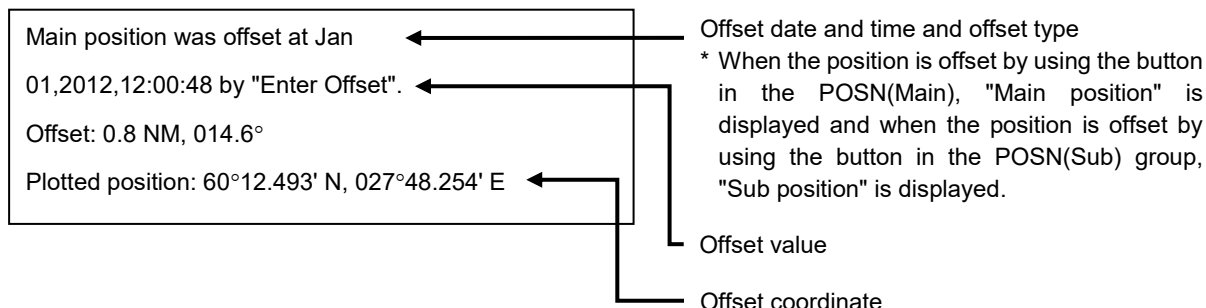 Main position was offset at Jan
01,2012,12:00:48 by "Enter Offset".
Offset: 0.8 NM, 014.6°
Plotted position: 60°12.493' N, 027°48.254' E
Offset date and time and offset type
* When the position is offset by using the button
in the POSN(Main), "Main position" is
displayed and when the position is offset by
using the button in the POSN(Sub) group,
"Sub position" is displayed.
Offset value
Offset coordinate